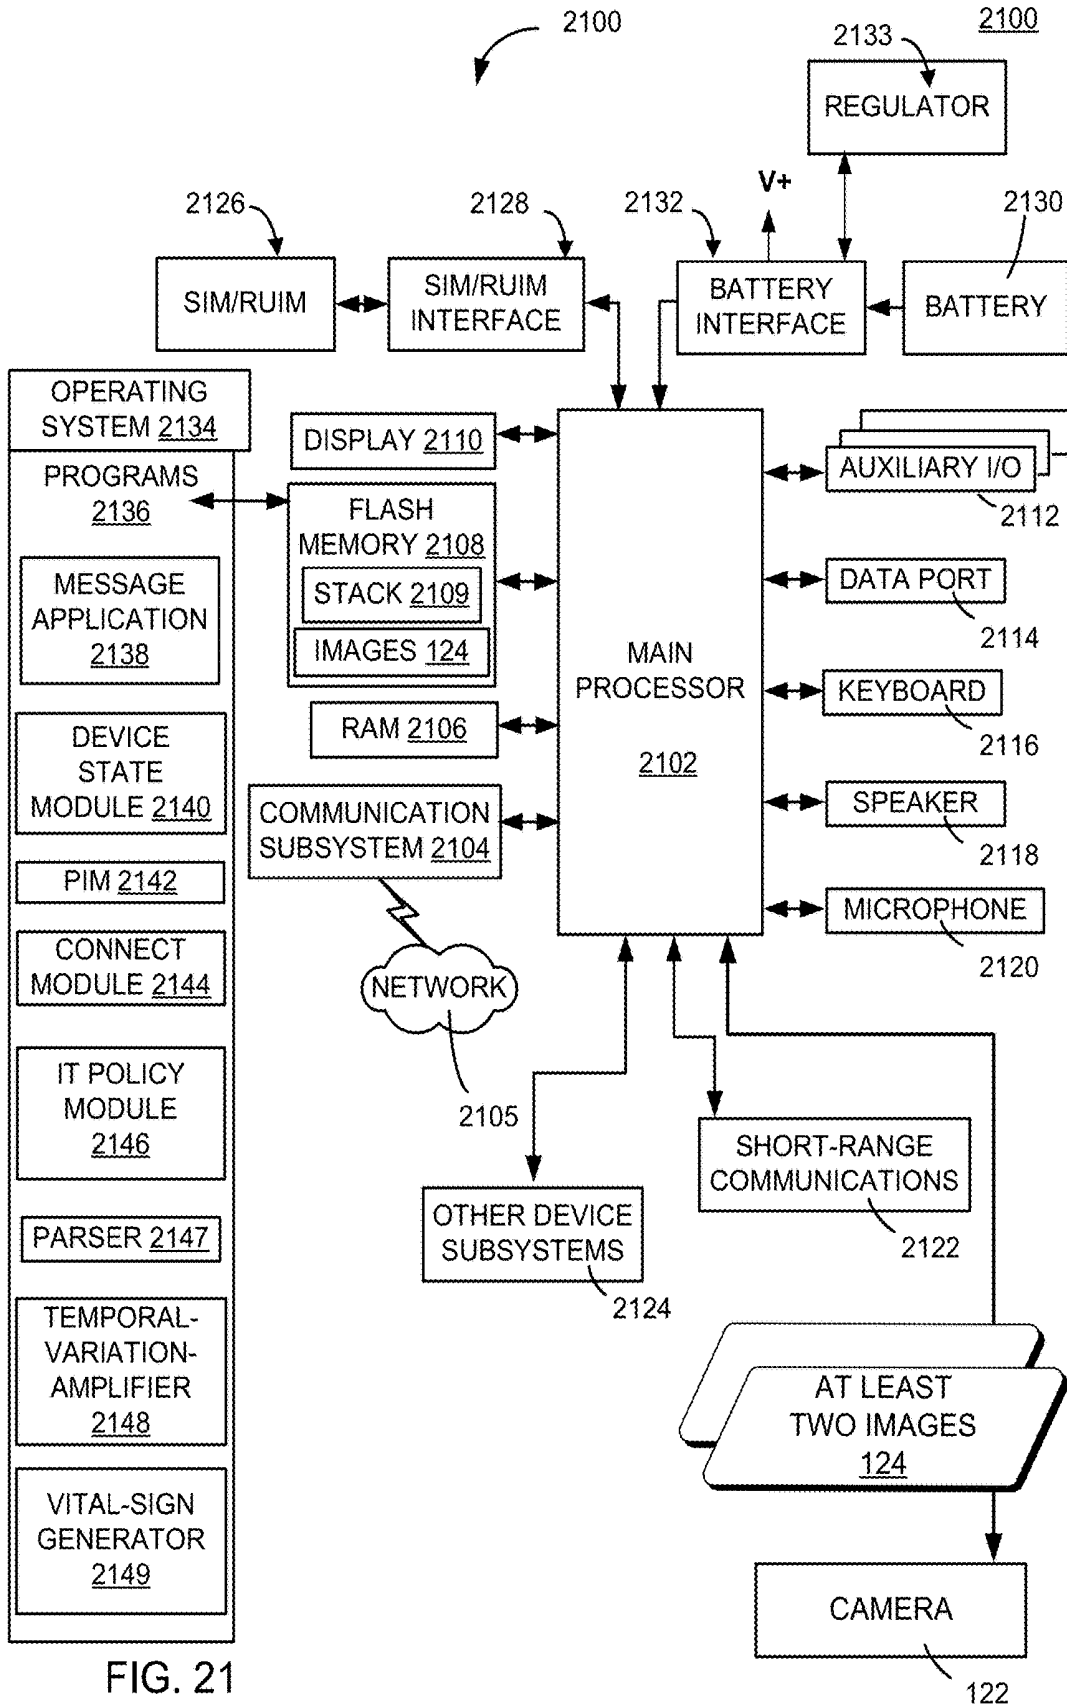 2100
2100
2133
REGULATOR
V+
2126
2128
2132
2130
SIM/RUIM
SIM/RUIM
INTERFACE
BATTERY
INTERFACE
BATTERY
OPERATING
SYSTEM 2134
PROGRAMS
2136
MESSAGE
APPLICATION
2138
DEVICE
STATE
MODULE 2140
PIM 2142
CONNECT
MODULE 2144
IT POLICY
MODULE
2146
PARSER 2147
TEMPORAL-
VARIATION-
AMPLIFIER
2148
VITAL-SIGN
GENERATOR
2149
DISPLAY 2110
FLASH
MEMORY 2108
STACK 2109
IMAGES 124
RAM 2106
COMMUNICATION
SUBSYSTEM 2104
NETWORK
2105
MAIN
PROCESSOR
2102
AUXILIARY I/O
2112
DATA PORT
2114
KEYBOARD
2116
SPEAKER
2118
MICROPHONE
2120
SHORT-RANGE
COMMUNICATIONS
2122
OTHER DEVICE
SUBSYSTEMS
2124
AT LEAST
TWO IMAGES
124
CAMERA
122
FIG. 21